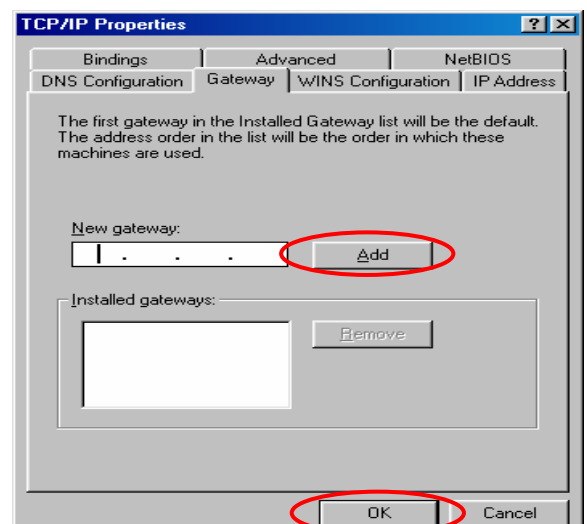 TCP/IP Properties ? ×
Bindings Advanced NetBIOS
DNS Configuration Gateway WINS Configuration IP Address
The first gateway in the Installed Gateway list will be the default.
The address order in the list will be the order in which these
machines are used.
New gateway:
. . . Add
Installed gateways:
Remove
OK Cancel